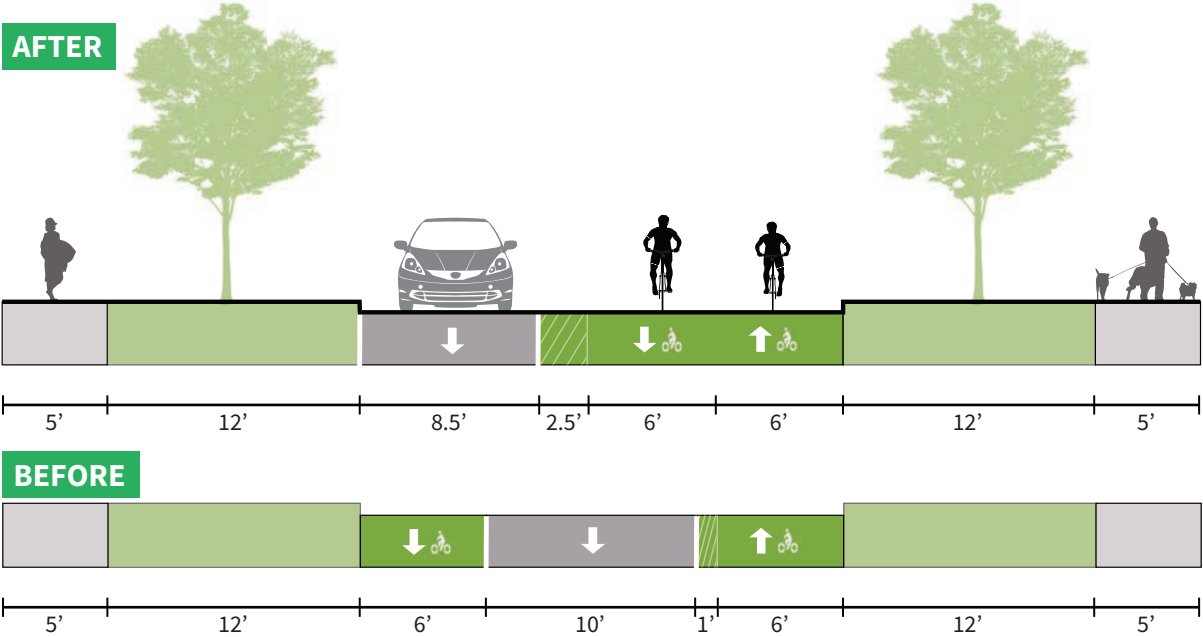 AFTER
5’ 12’ 8.5’ 2.5’ 6’ 6’ 12’ 5’
BEFORE
5’ 12’ 6’ 10’ 1’ 6’ 12’ 5’